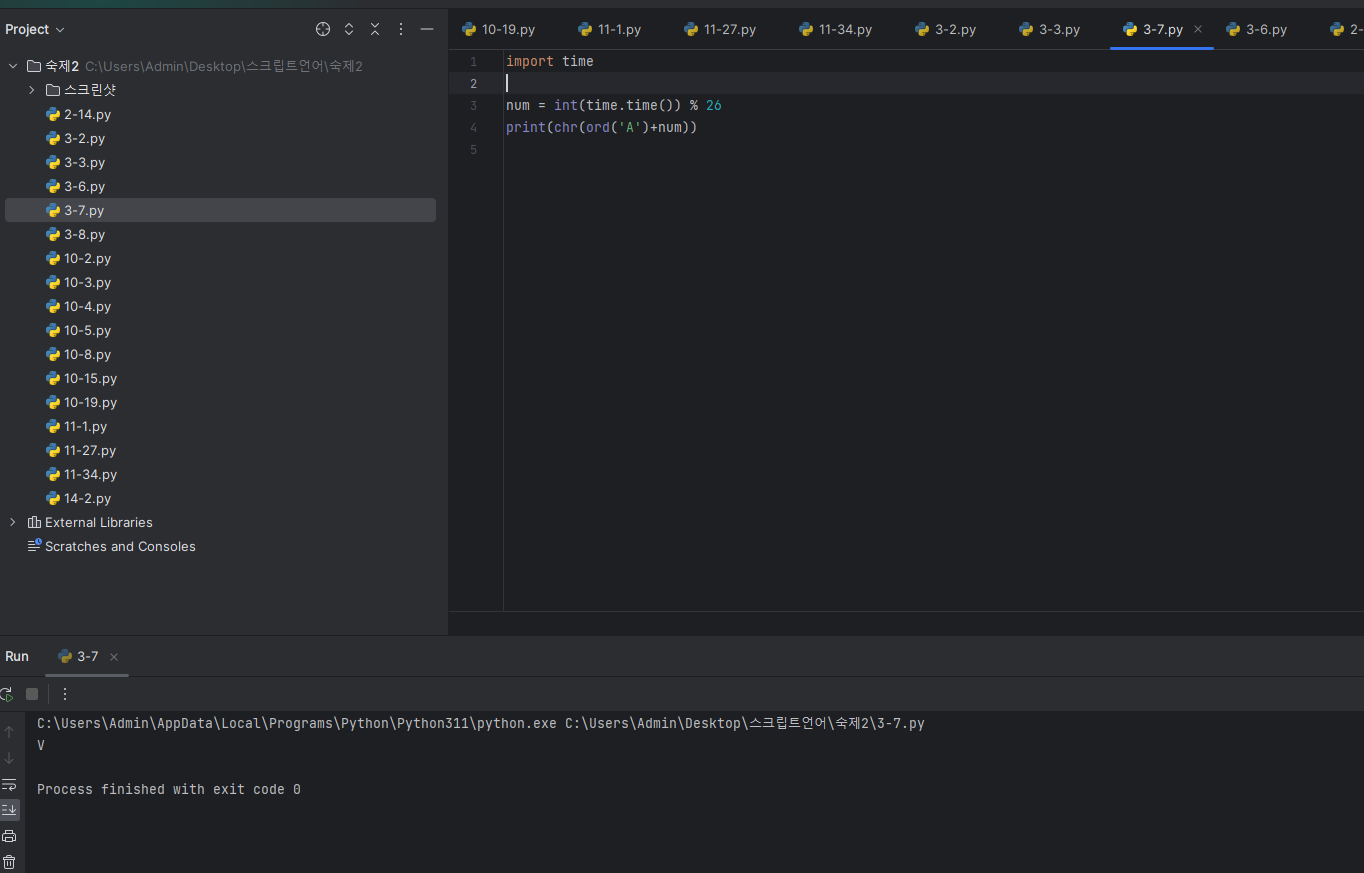 Project
숙제2 C:\Users\Admin\Desktop\스크립트언어\숙제2
스크린샷
2-14.py
3-2.py
3-3.py
3-6.py
3-7.py
3-8.py
10-2.py
10-3.py
10-4.py
10-5.py
10-8.py
10-15.py
10-19.py
11-1.py
11-27.py
11-34.py
14-2.py
External Libraries
Scratches and Consoles
10-19.py 11-1.py 11-27.py 11-34.py 3-2.py 3-3.py 3-7.py 3-6.py 2-
1 import time
2
3 num = int(time.time()) % 26
4 print(chr(ord('A')+num))
5
Run 3-7
C:\Users\Admin\AppData\Local\Programs\Python\Python311\python.exe C:\Users\Admin\Desktop\스크립트언어\숙제2\3-7.py
V
Process finished with exit code 0